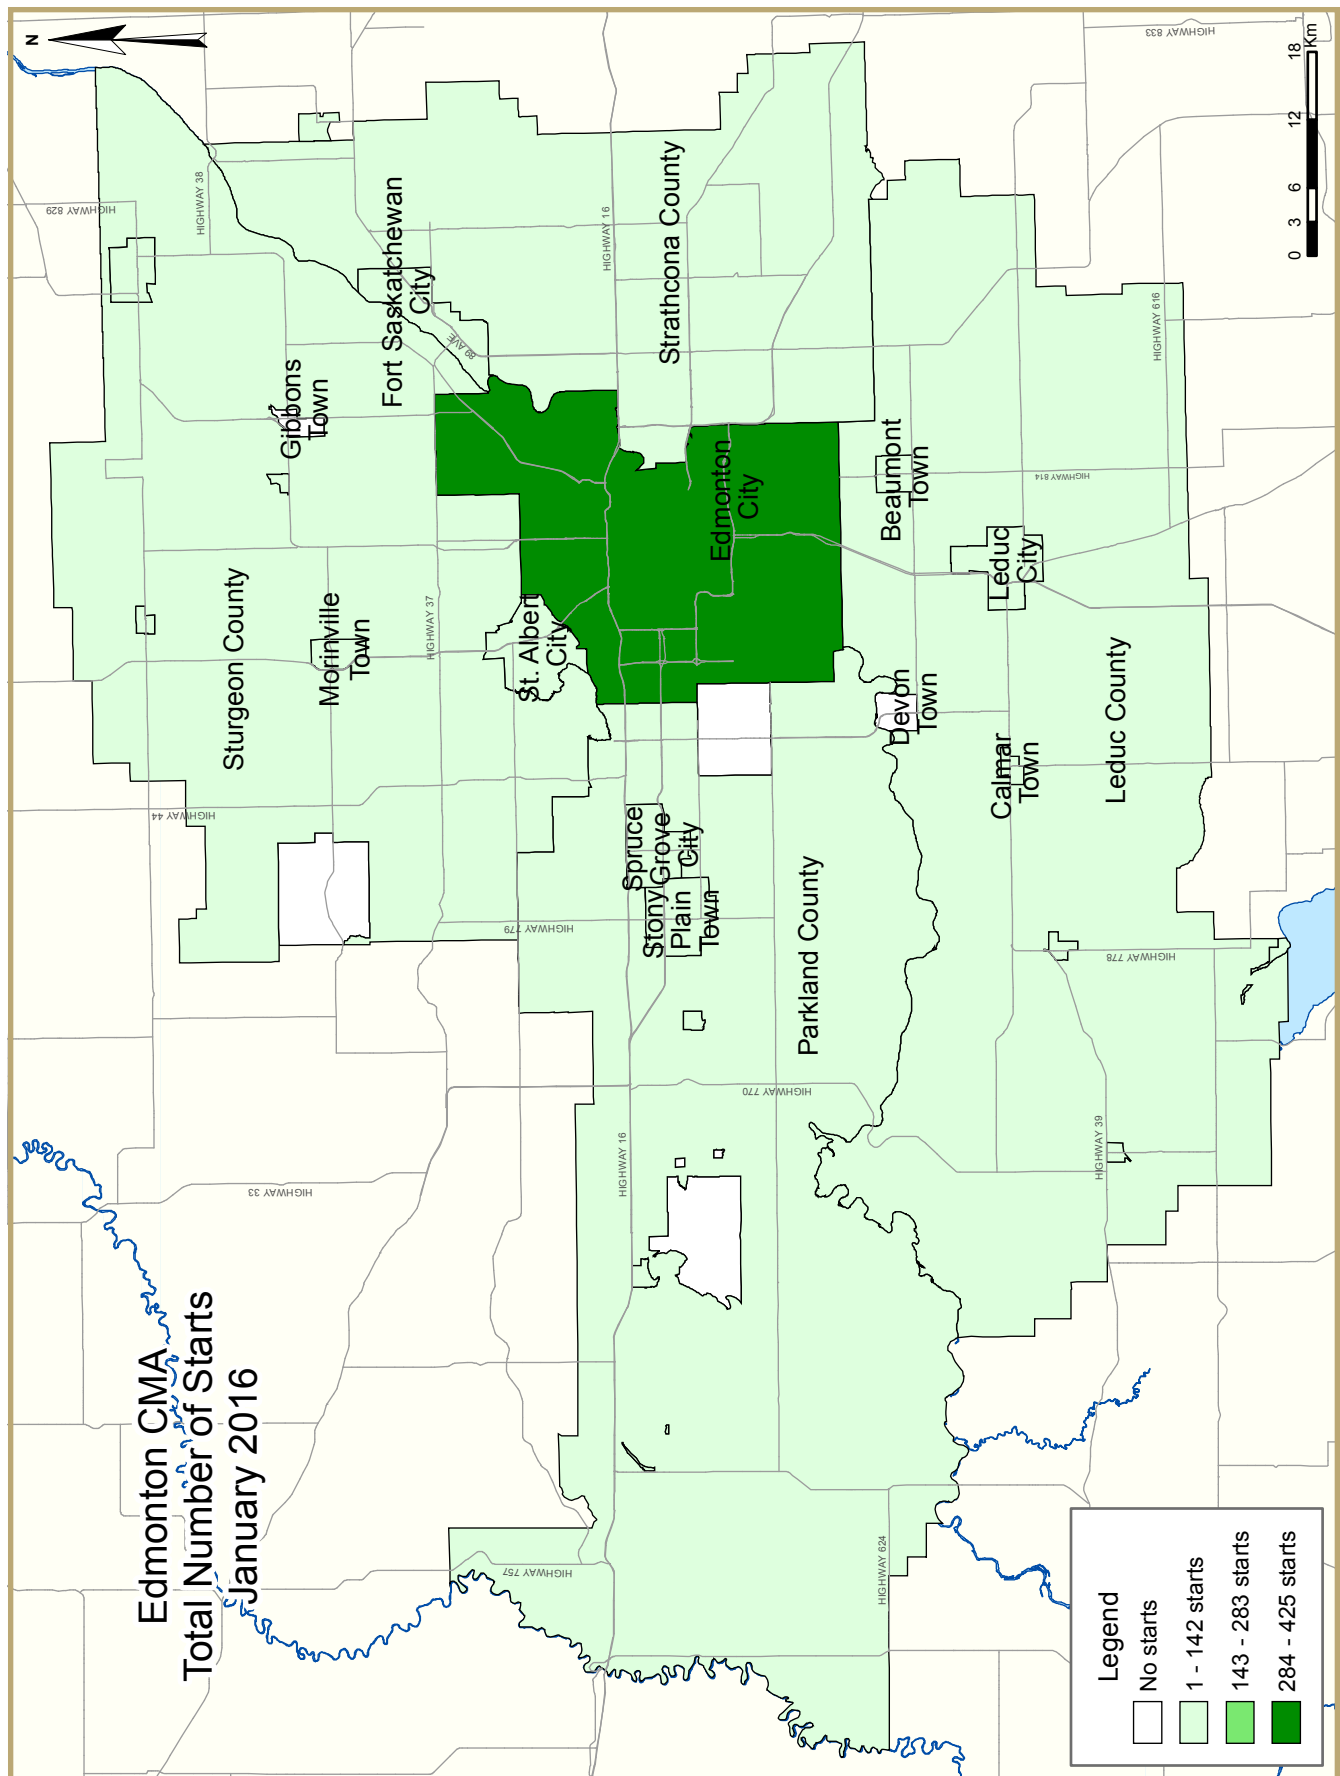 Edmonton CMA
Total Number of Starts
January 2016
N
HIGHWAY 829
HIGHWAY 38
HIGHWAY 833
HIGHWAY 44
Sturgeon County
Gibbons
Town
Morinville
Town
Fort Saskatchewan
City
89 AVE
HIGHWAY 37
HIGHWAY 33
HIGHWAY 779
St. Albert
City
HIGHWAY 757
HIGHWAY 16
HIGHWAY 16
Spruce
Grove
City
Stony
Plain
Town
Strathcona County
Edmonton
City
HIGHWAY 770
Parkland County
HIGHWAY 624
Beaumont
Town
Devon
Town
Leduc
City
Calmar
Town
HIGHWAY 814
HIGHWAY 39
HIGHWAY 778
Leduc County
HIGHWAY 616
Legend
No starts
1 - 142 starts
143 - 283 starts
284 - 425 starts
0 3 6 12 18
Km